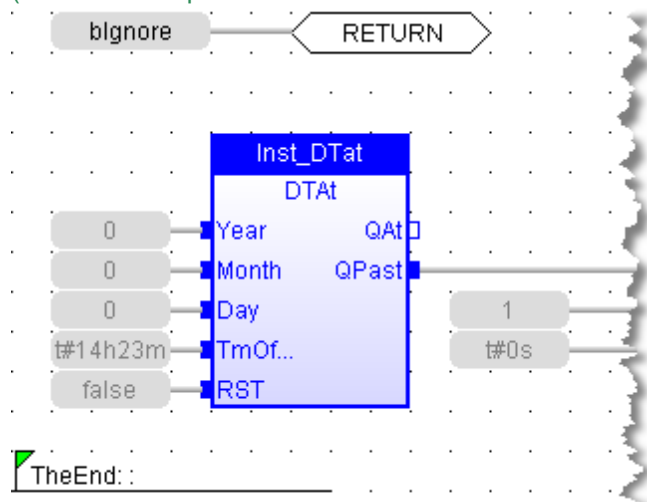 bIgnore RETURN
Inst_DTat
DTAt
0 Year QAt
0 Month QPast
0 Day 1
t#14h23m TmOf... t#0s
false RST
TheEnd: :